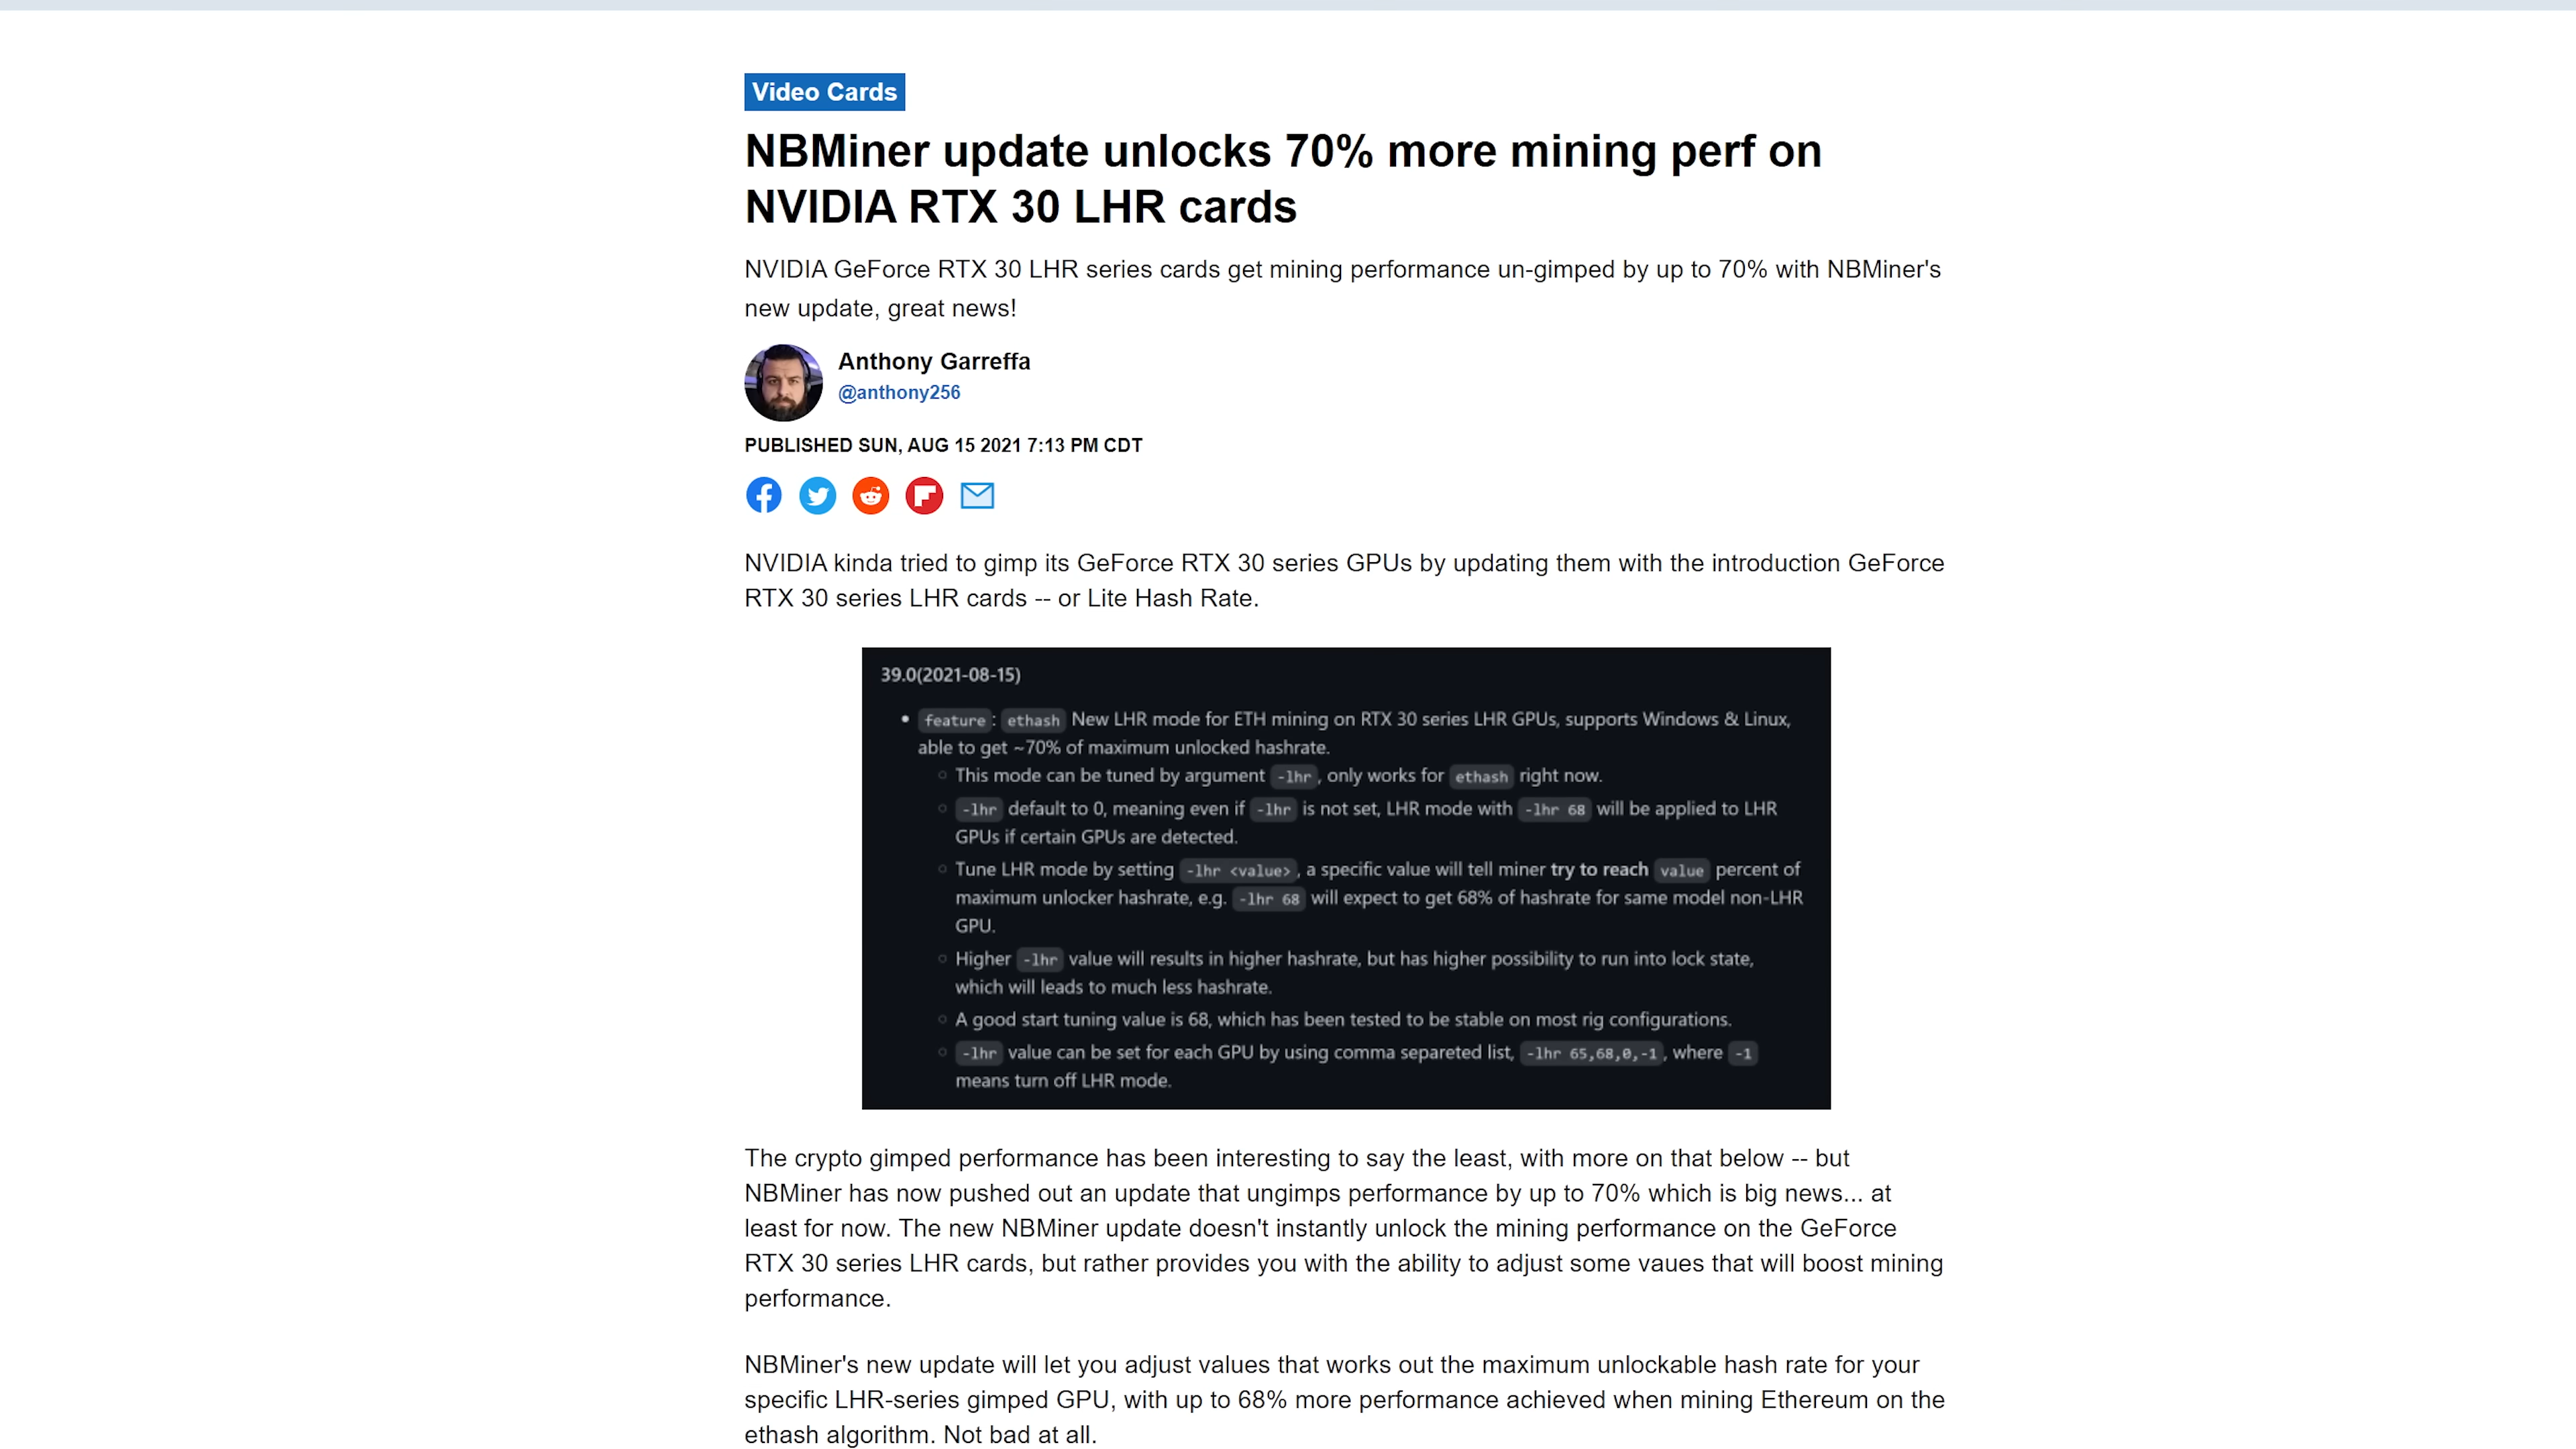 Video Cards
NBMiner update unlocks 70% more mining perf on
NVIDIA RTX 30 LHR cards
NVIDIA GeForce RTX 30 LHR series cards get mining performance un-gimped by up to 70% with NBMiner's
new update, great news!
Anthony Garreffa
@anthony256
PUBLISHED SUN, AUG 15 2021 7:13 PM CDT
NVIDIA kinda tried to gimp its GeForce RTX 30 series GPUs by updating them with the introduction GeForce
RTX 30 series LHR cards -- or Lite Hash Rate.
39.0(2021-08-15)
• feature: ethash New LHR mode for ETH mining on RTX 30 series LHR GPUs, supports Windows & Linux,
able to get ~70% of maximum unlocked hashrate.
○ This mode can be tuned by argument -lhr, only works for ethash right now.
○ -lhr default to 0, meaning even if -lhr is not set, LHR mode with -lhr 68 will be applied to LHR
GPUs if certain GPUs are detected.
○ Tune LHR mode by setting -lhr <value>, a specific value will tell miner try to reach value percent of
maximum unlocker hashrate, e.g. -lhr 68 will expect to get 68% of hashrate for same model non-LHR
GPU.
○ Higher -lhr value will results in higher hashrate, but has higher possibility to run into lock state,
which will leads to much less hashrate.
○ A good start tuning value is 68, which has been tested to be stable on most rig configurations.
○ -lhr value can be set for each GPU by using comma separeted list, -lhr 65,68,0,-1, where -1
means turn off LHR mode.
The crypto gimped performance has been interesting to say the least, with more on that below -- but
NBMiner has now pushed out an update that ungimps performance by up to 70% which is big news... at
least for now. The new NBMiner update doesn't instantly unlock the mining performance on the GeForce
RTX 30 series LHR cards, but rather provides you with the ability to adjust some vaues that will boost mining
performance.
NBMiner's new update will let you adjust values that works out the maximum unlockable hash rate for your
specific LHR-series gimped GPU, with up to 68% more performance achieved when mining Ethereum on the
ethash algorithm. Not bad at all.